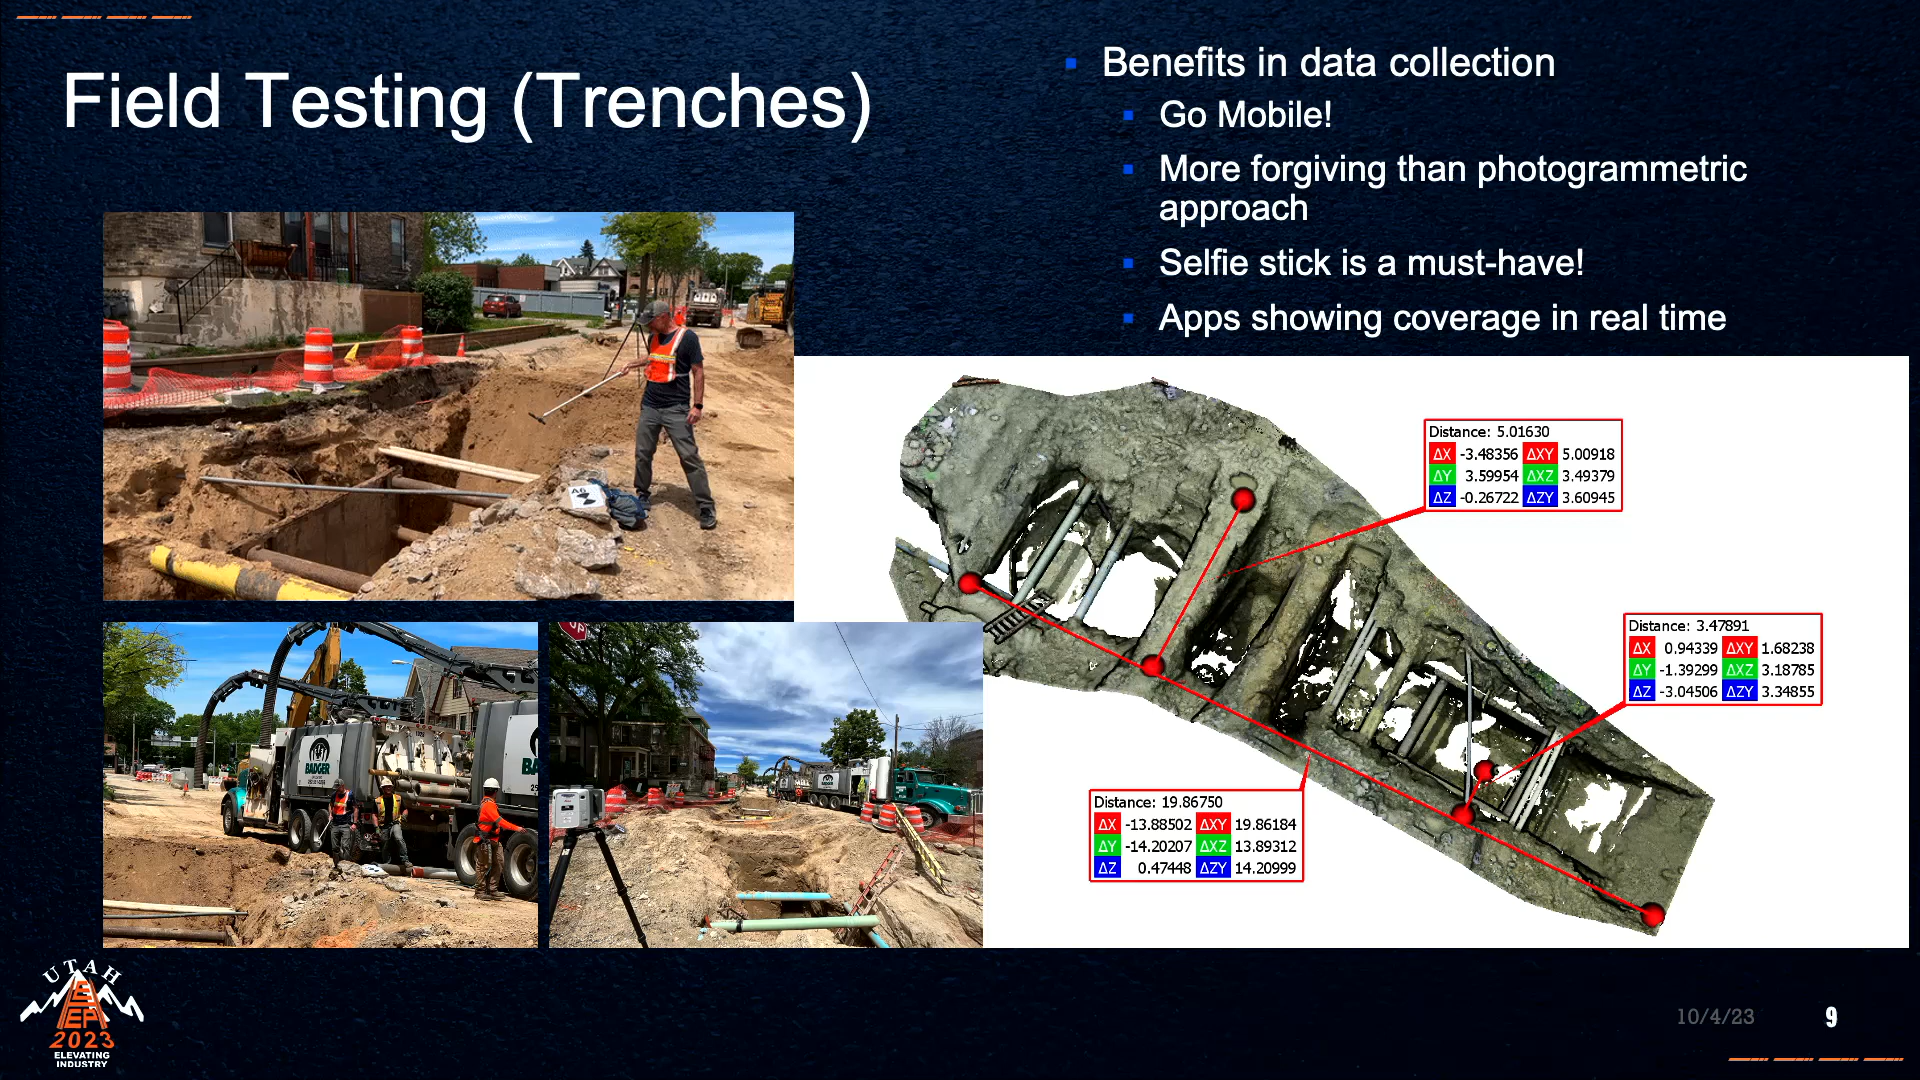 Field Testing (Trenches)
Benefits in data collection
Go Mobile!
More forgiving than photogrammetric
approach
Selfie stick is a must-have!
Apps showing coverage in real time
A6
BADGER
BADGER
Distance: 5.01630
ΔX -3.48356 ΔXY 5.00918
ΔY 3.59954 ΔXZ 3.49379
ΔZ -0.26722 ΔZY 3.60945
Distance: 3.47891
ΔX 0.94339 ΔXY 1.68238
ΔY -1.39299 ΔXZ 3.18785
ΔZ -3.04506 ΔZY 3.34855
Distance: 19.86750
ΔX -13.88502 ΔXY 19.86184
ΔY -14.20207 ΔXZ 13.89312
ΔZ 0.47448 ΔZY 14.20999
UTAH
2023
ELEVATING
INDUSTRY
10/4/23
9